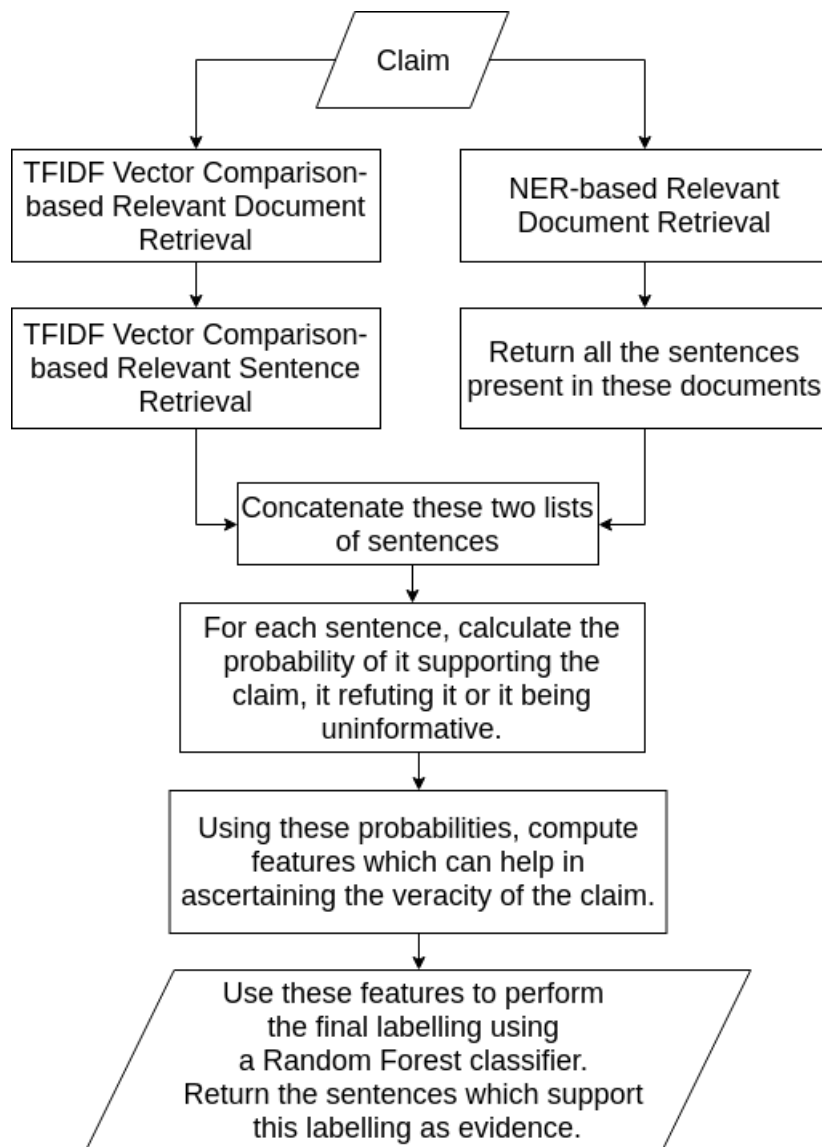 Claim
TFIDF Vector Comparison-
based Relevant Document
Retrieval
NER-based Relevant
Document Retrieval
TFIDF Vector Comparison-
based Relevant Sentence
Retrieval
Return all the sentences
present in these documents
Concatenate these two lists
of sentences
For each sentence, calculate the
probability of it supporting the
claim, it refuting it or it being
uninformative.
Using these probabilities, compute
features which can help in
ascertaining the veracity of the claim.
Use these features to perform
the final labelling using
a Random Forest classifier.
Return the sentences which support
this labelling as evidence.